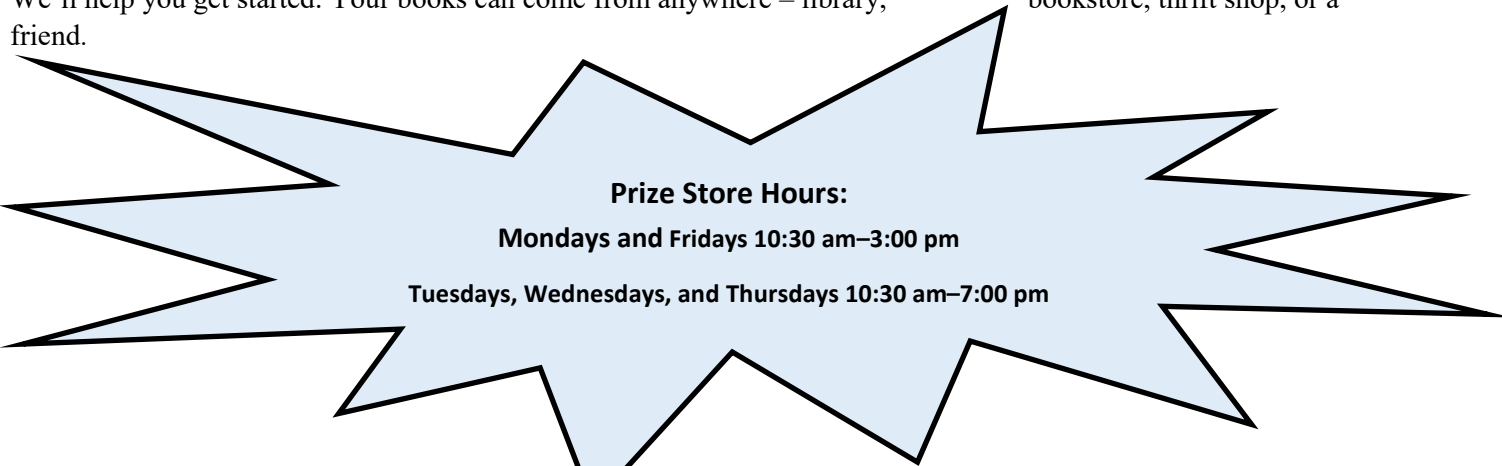 We'll help you get started. Your books can come from anywhere – library, bookstore, thrift shop, or a
friend.
Prize Store Hours:
Mondays and Fridays 10:30 am–3:00 pm
Tuesdays, Wednesdays, and Thursdays 10:30 am–7:00 pm